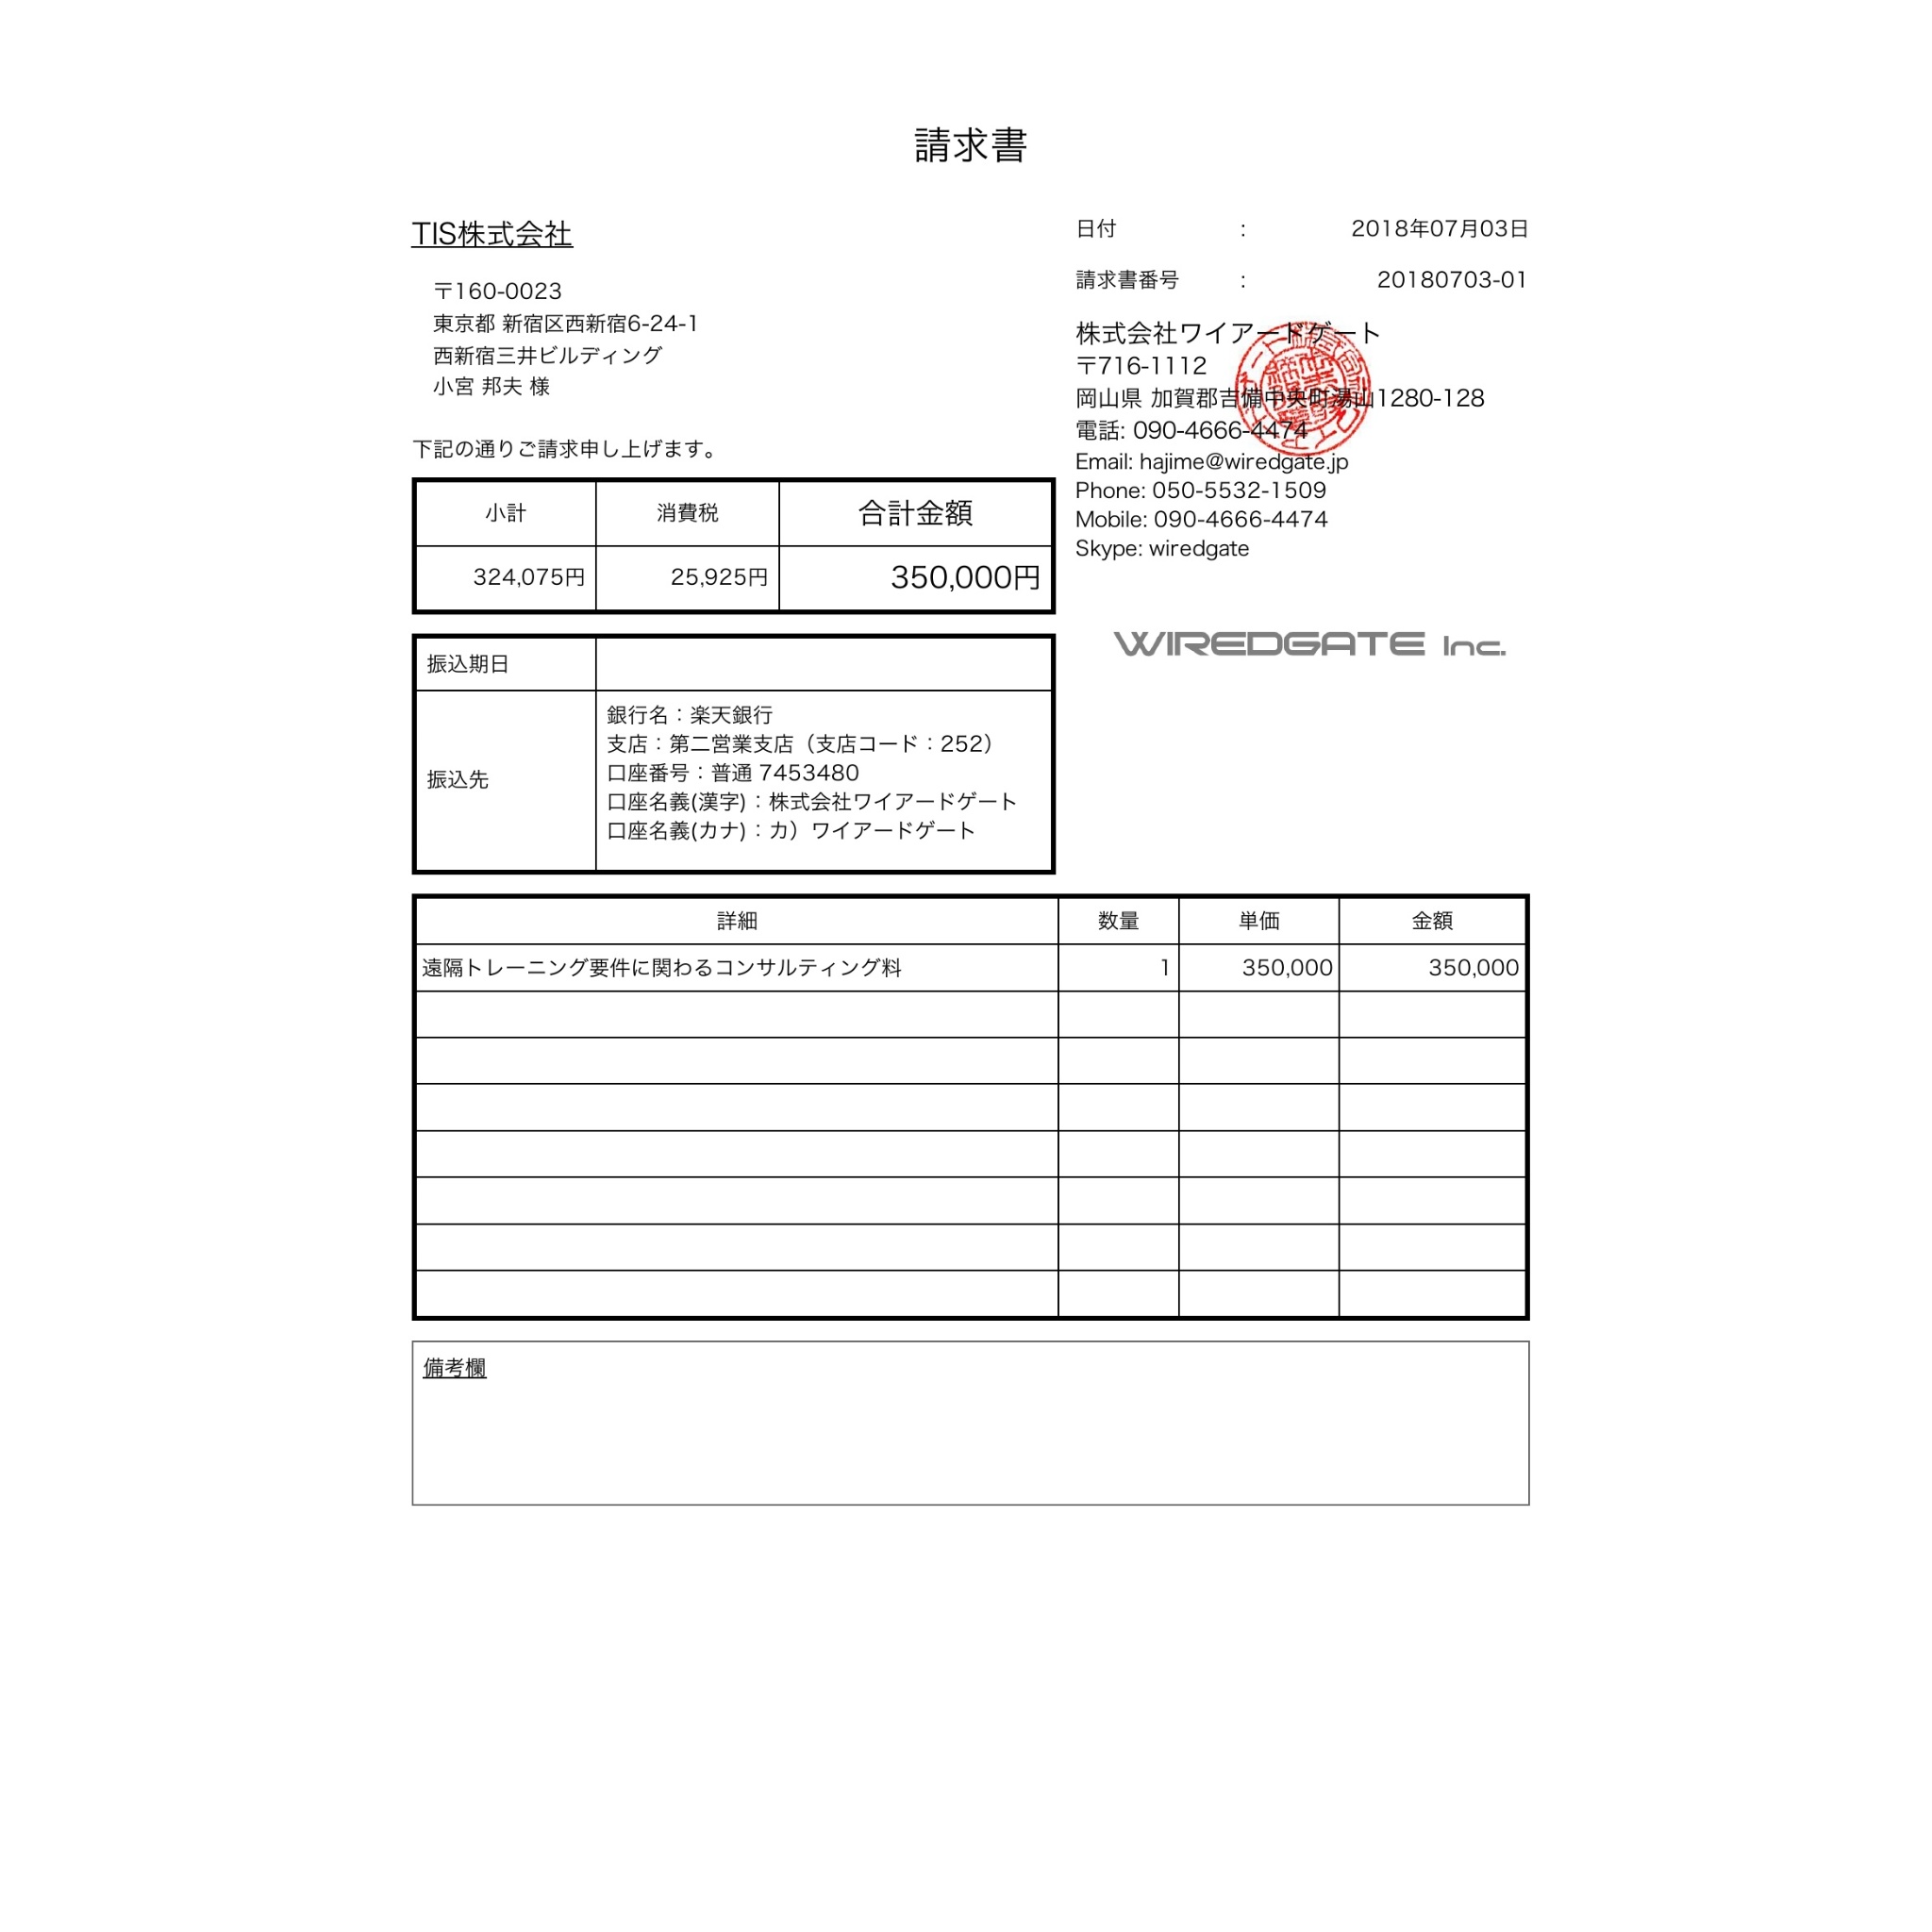 請求書
TIS株式会社
〒160-0023
東京都 新宿区西新宿6-24-1
西新宿三井ビルディング
小宮 邦夫 様
下記の通りご請求申し上げます。
日付 : 2018年07月03日
請求書番号 : 20180703-01
株式会社ワイアードゲート
〒716-1112
岡山県 加賀郡吉備中央町湯山1280-128
電話: 090-4666-4474
Email: hajime@wiredgate.jp
Phone: 050-5532-1509
Mobile: 090-4666-4474
Skype: wiredgate
WIREDGATE Inc.
小計 消費税 合計金額
324,075円 25,925円 350,000円
振込期日
振込先
銀行名：楽天銀行
支店：第二営業支店（支店コード：252）
口座番号：普通 7453480
口座名義(漢字)：株式会社ワイアードゲート
口座名義(カナ)：カ）ワイアードゲート
詳細 数量 単価 金額
遠隔トレーニング要件に関わるコンサルティング料 1 350,000 350,000
備考欄